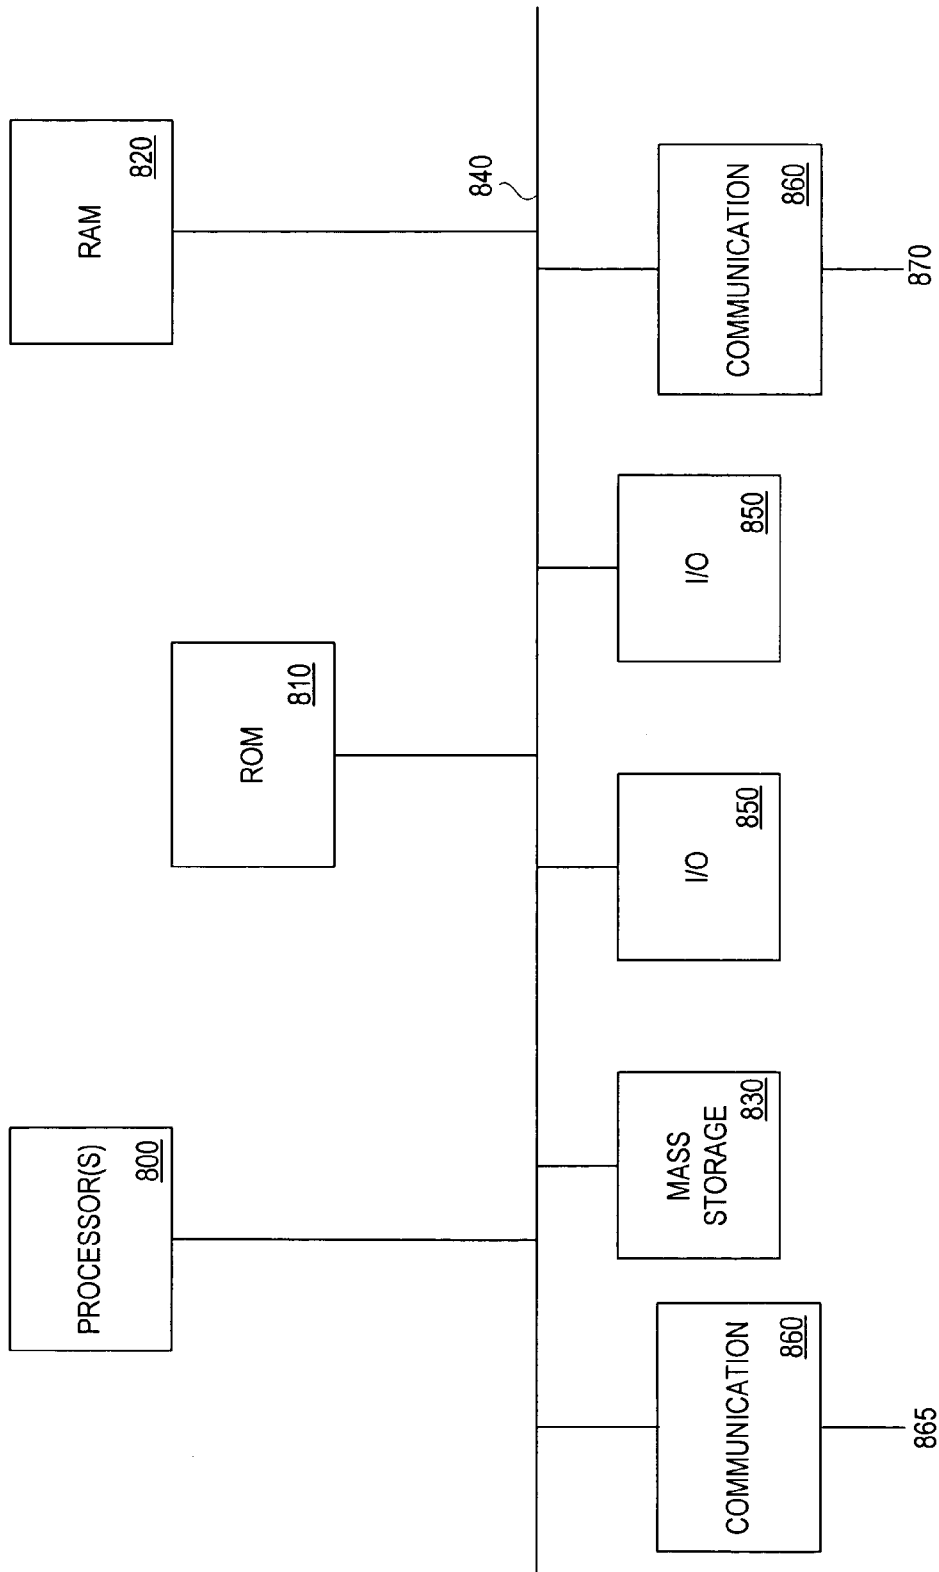 PROCESSOR(S)
800
ROM
810
RAM
820
840
COMMUNICATION
860
865
MASS
STORAGE
830
I/O
850
I/O
850
COMMUNICATION
860
870